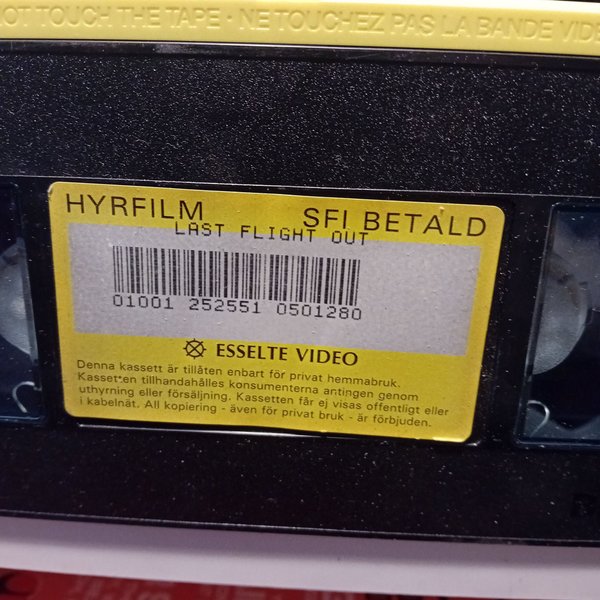 OT TOUCH THE TAPE · NE TOUCHEZ PAS LA BANDE VIDE
HYRFILM SFI BETALD
LAST FLIGHT OUT
01001 252551 0501280
ESSELTE VIDEO
Denna kassett är tillåten enbart för privat hemmabruk.
Kassetten tillhandahålles konsumenterna antingen genom
uthyrning eller försäljning. Kassetten får ej visas offentligt eller
i kabelnät. All kopiering - även för privat bruk - är förbjuden.